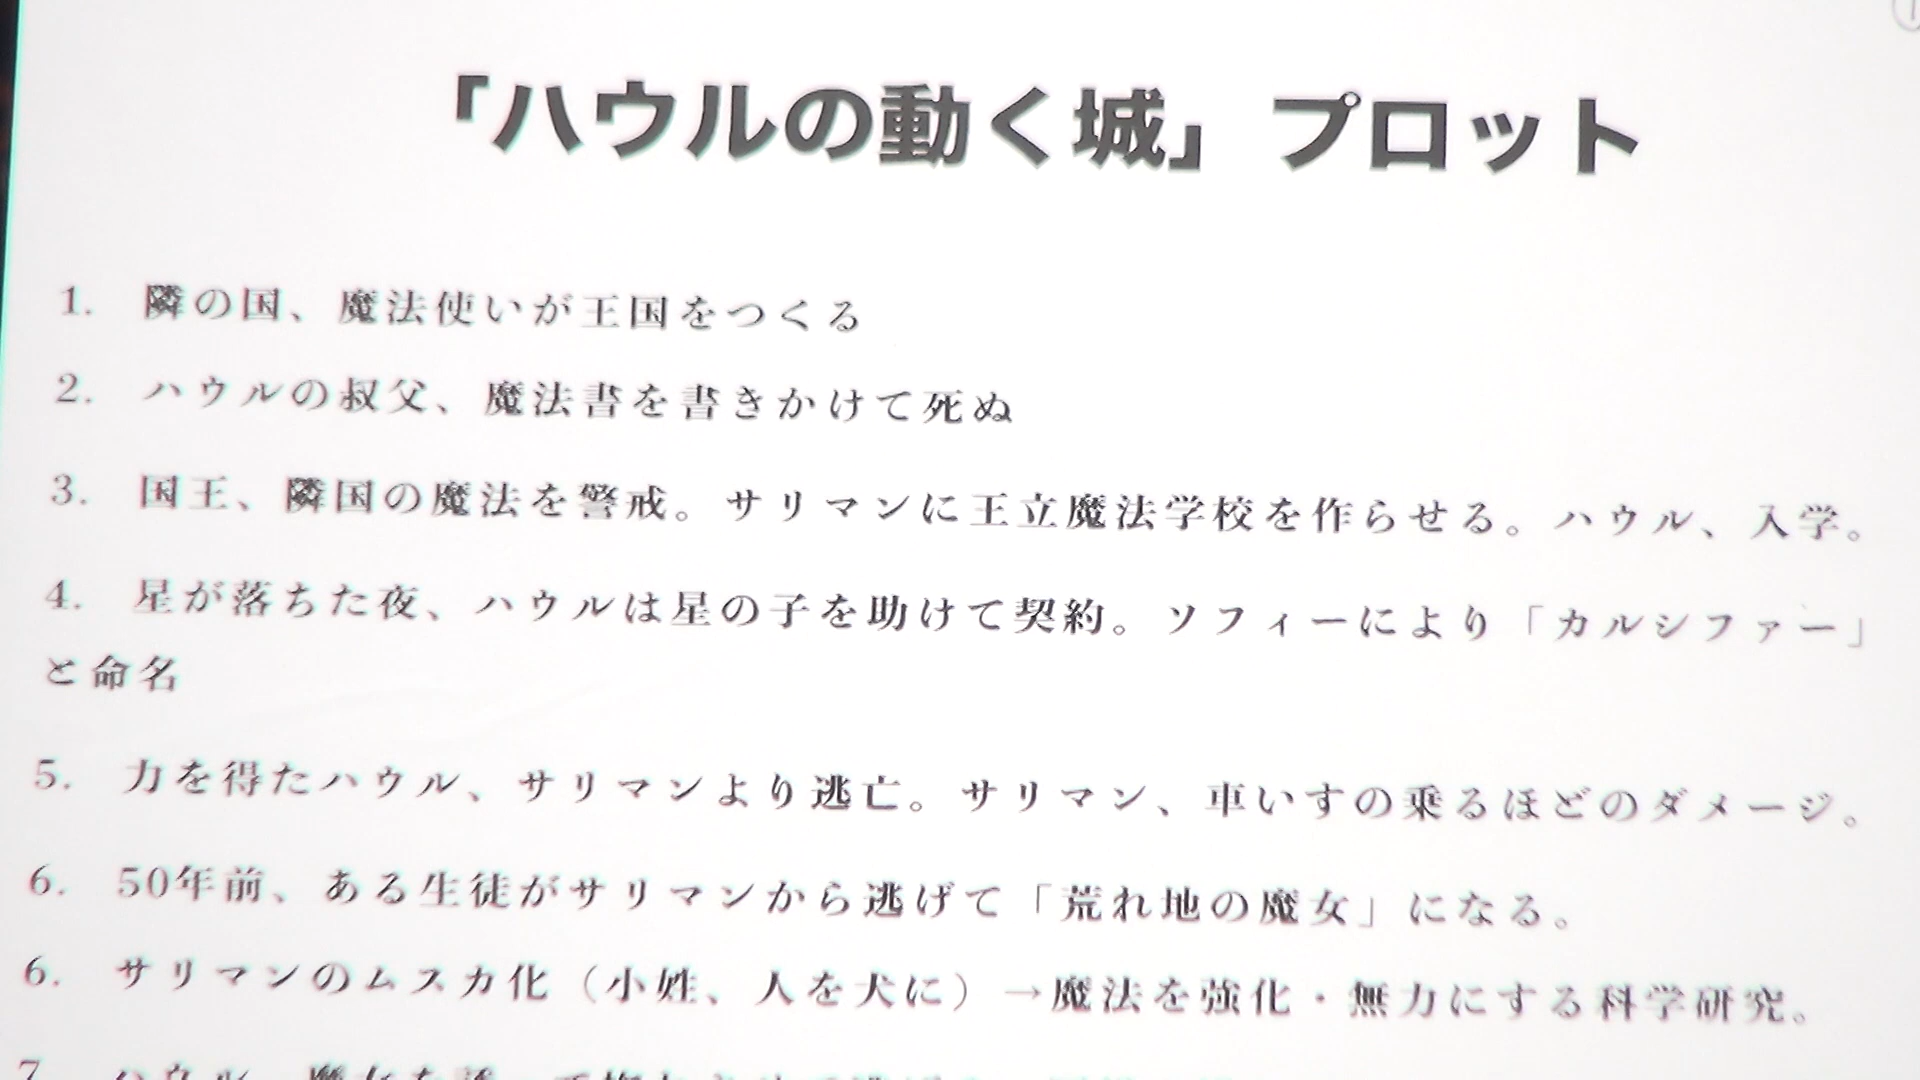 「ハウルの動く城」プロット
1. 隣の国、魔法使いが王国をつくる
2. ハウルの叔父、魔法書を書きかけて死ぬ
3. 国王、隣国の魔法を警戒。サリマンに王立魔法学校を作らせる。ハウル、入学。
4. 星が落ちた夜、ハウルは星の子を助けて契約。ソフィーにより「カルシファー」
と命名
5. 力を得たハウル、サリマンより逃亡。サリマン、車いすの乗るほどのダメージ。
6. 50年前、ある生徒がサリマンから逃げて「荒れ地の魔女」になる。
6. サリマンのムスカ化（小姓、人を犬に）→魔法を強化・無力にする科学研究。
7